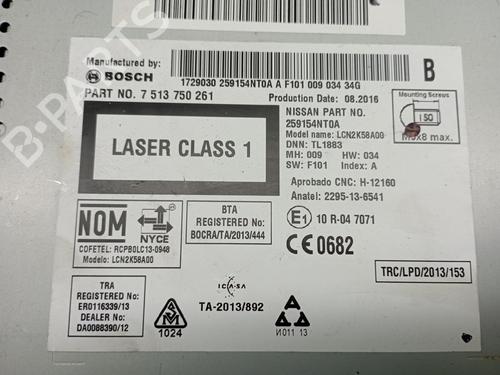 Manufactured by:
BOSCH
1729030 259154NT0A A F101 009 034 34G
B
PART NO. 7 513 750 261
Production Date: 08.2016
Mounting Screws
ISO
M5x8 max.
NISSAN PART NO.
259154NT0A
Model name: LCN2K58A00
DNN: TL1883
MH: 009 HW: 034
SW: F101 Index: A
LASER CLASS 1
Aprobado CNC: H-12160
Anatel: 2295-13-6541
NOM
NYCE
COFETEL: RCPBOLC13-0948
Modelo: LCN2K58A00
BTA
REGISTERED No:
BOCRA/TA/2013/444
E1 10 R-04 7071
CE 0682
TRC/LPD/2013/153
TRA
REGISTERED No:
ER0116339/13
DEALER No:
DA0088390/12
1024
ICASA
TA-2013/892
И011 13
B-PARTS